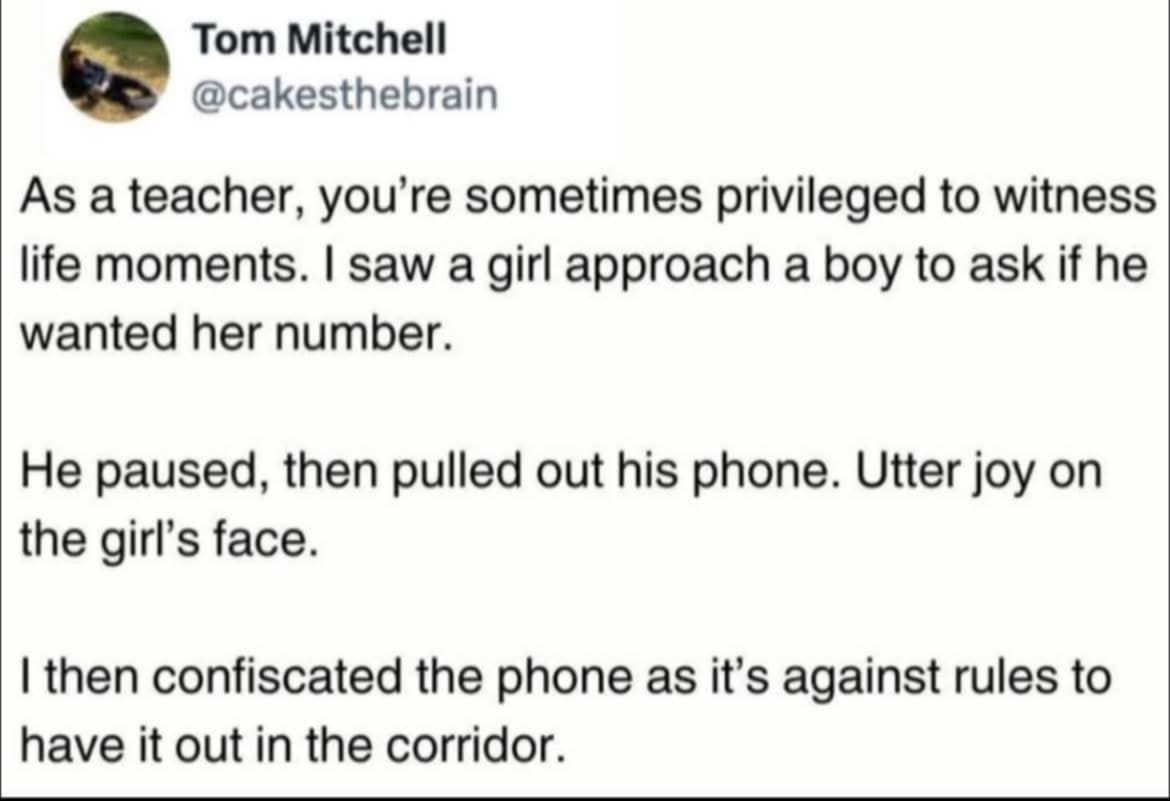 Tom Mitchell
@cakesthebrain
As a teacher, you’re sometimes privileged to witness
life moments. I saw a girl approach a boy to ask if he
wanted her number.
He paused, then pulled out his phone. Utter joy on
the girl’s face.
I then confiscated the phone as it’s against rules to
have it out in the corridor.